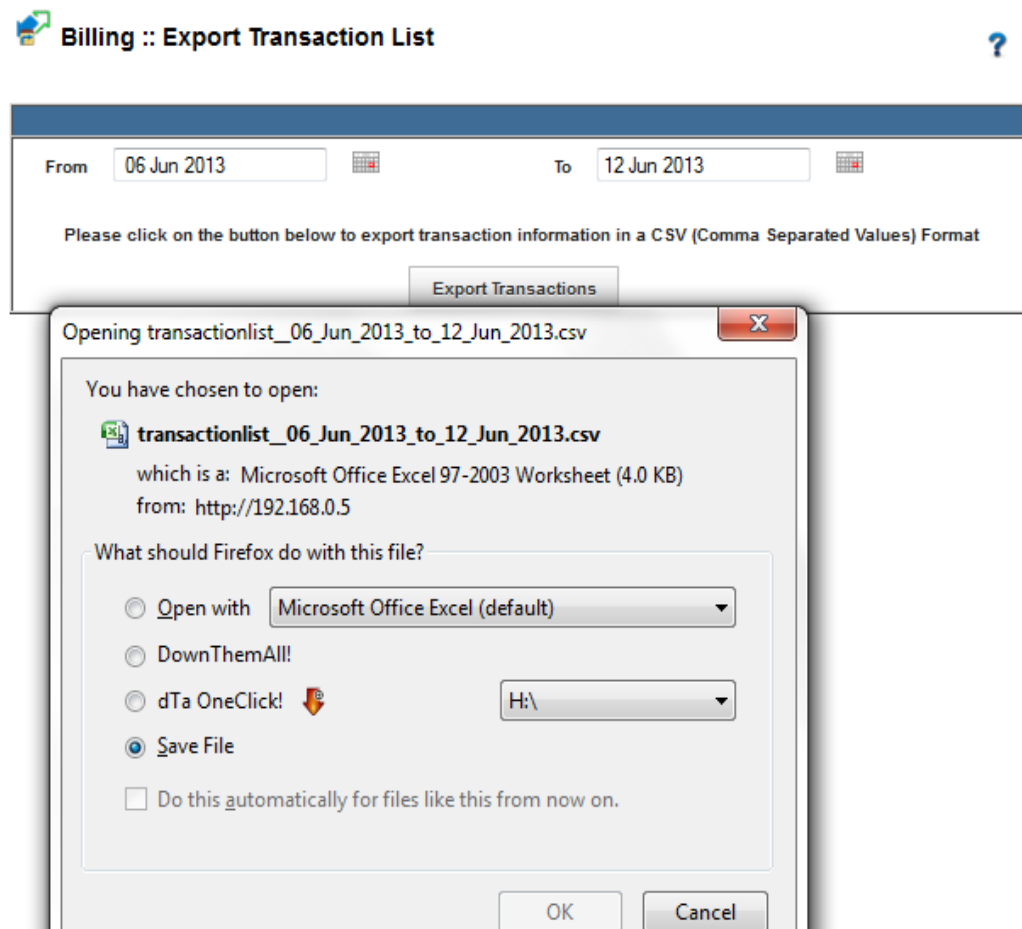 Billing :: Export Transaction List
?
From 06 Jun 2013 To 12 Jun 2013
Please click on the button below to export transaction information in a CSV (Comma Separated Values) Format
Export Transactions
Opening transactionlist__06_Jun_2013_to_12_Jun_2013.csv
You have chosen to open:
transactionlist__06_Jun_2013_to_12_Jun_2013.csv
which is a: Microsoft Office Excel 97-2003 Worksheet (4.0 KB)
from: http://192.168.0.5
What should Firefox do with this file?
Open with Microsoft Office Excel (default)
DownThemAll!
dTa OneClick! H:\
Save File
Do this automatically for files like this from now on.
OK Cancel